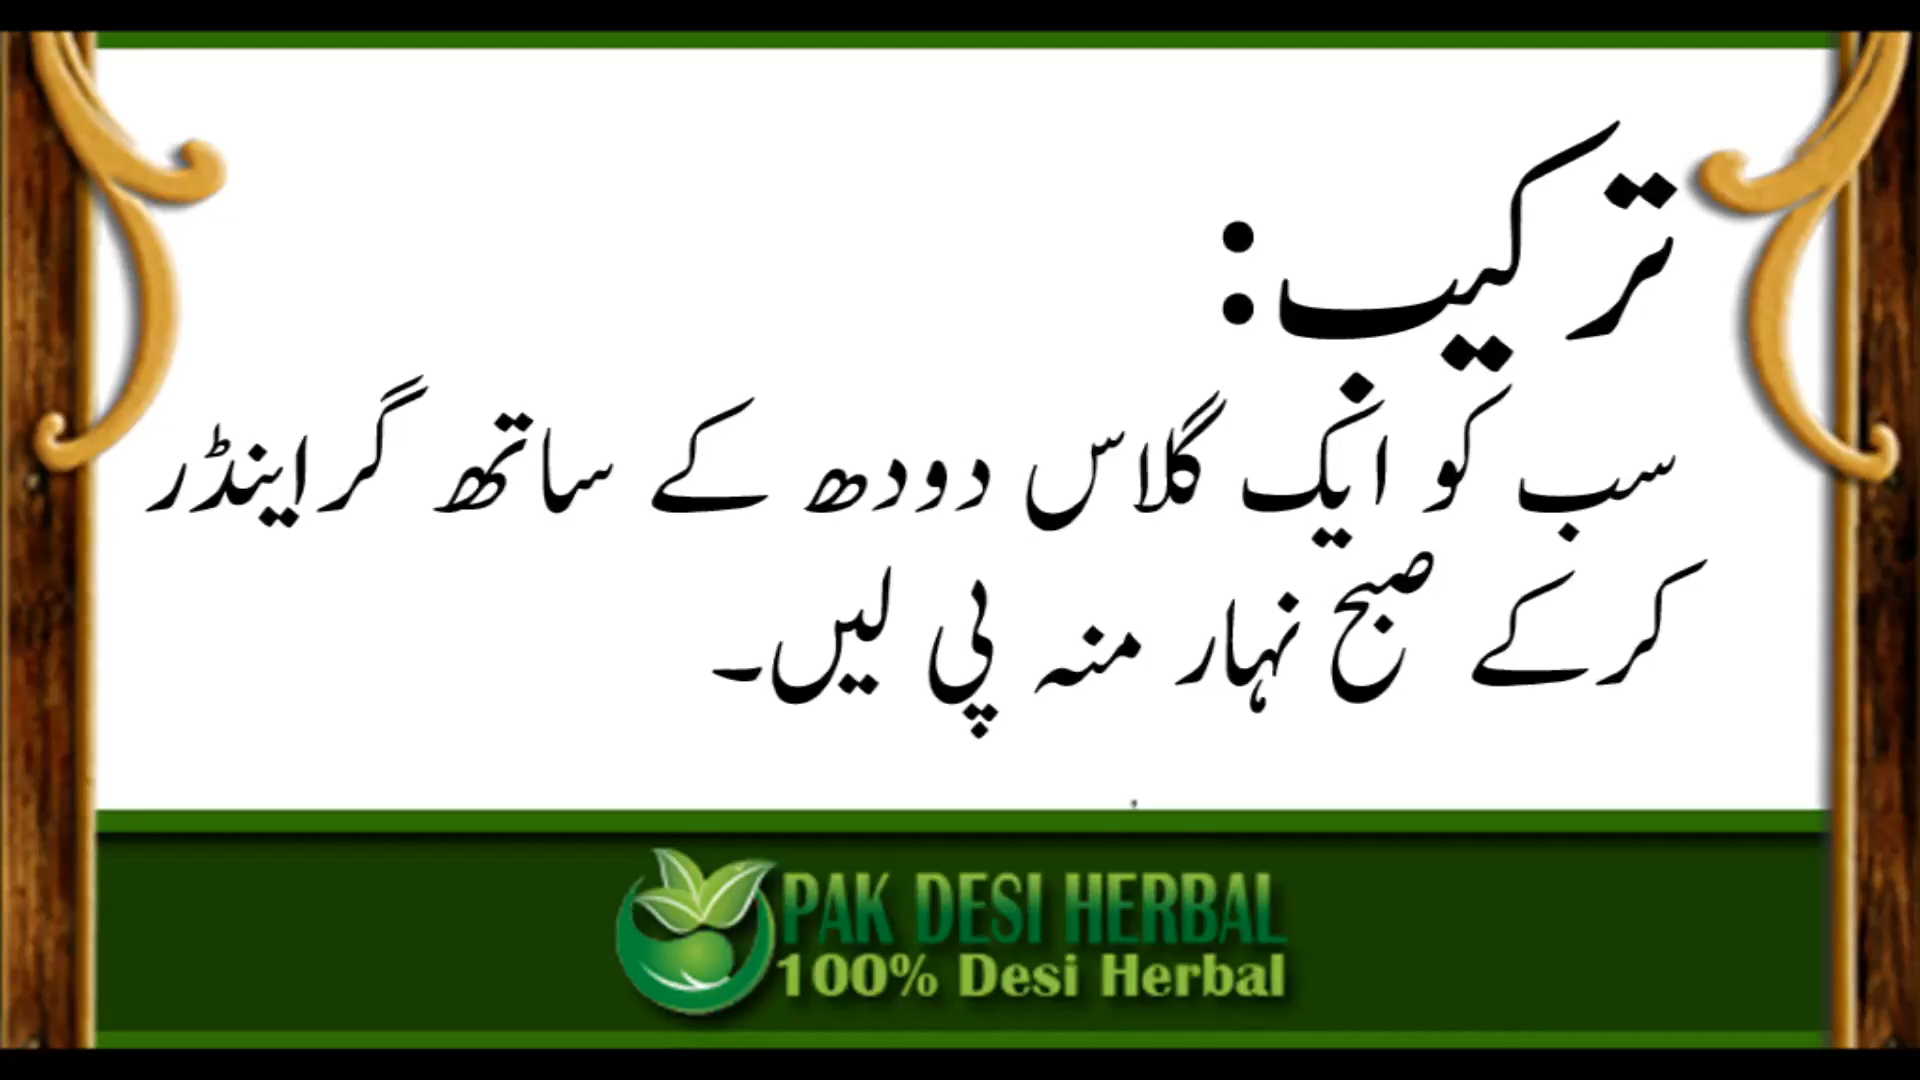 ترکیب:
سب کو ایک گلاس دودھ کے ساتھ گراینڈر
کرکے صبح نہار منہ پی لیں۔
PAK DESI HERBAL
100% Desi Herbal